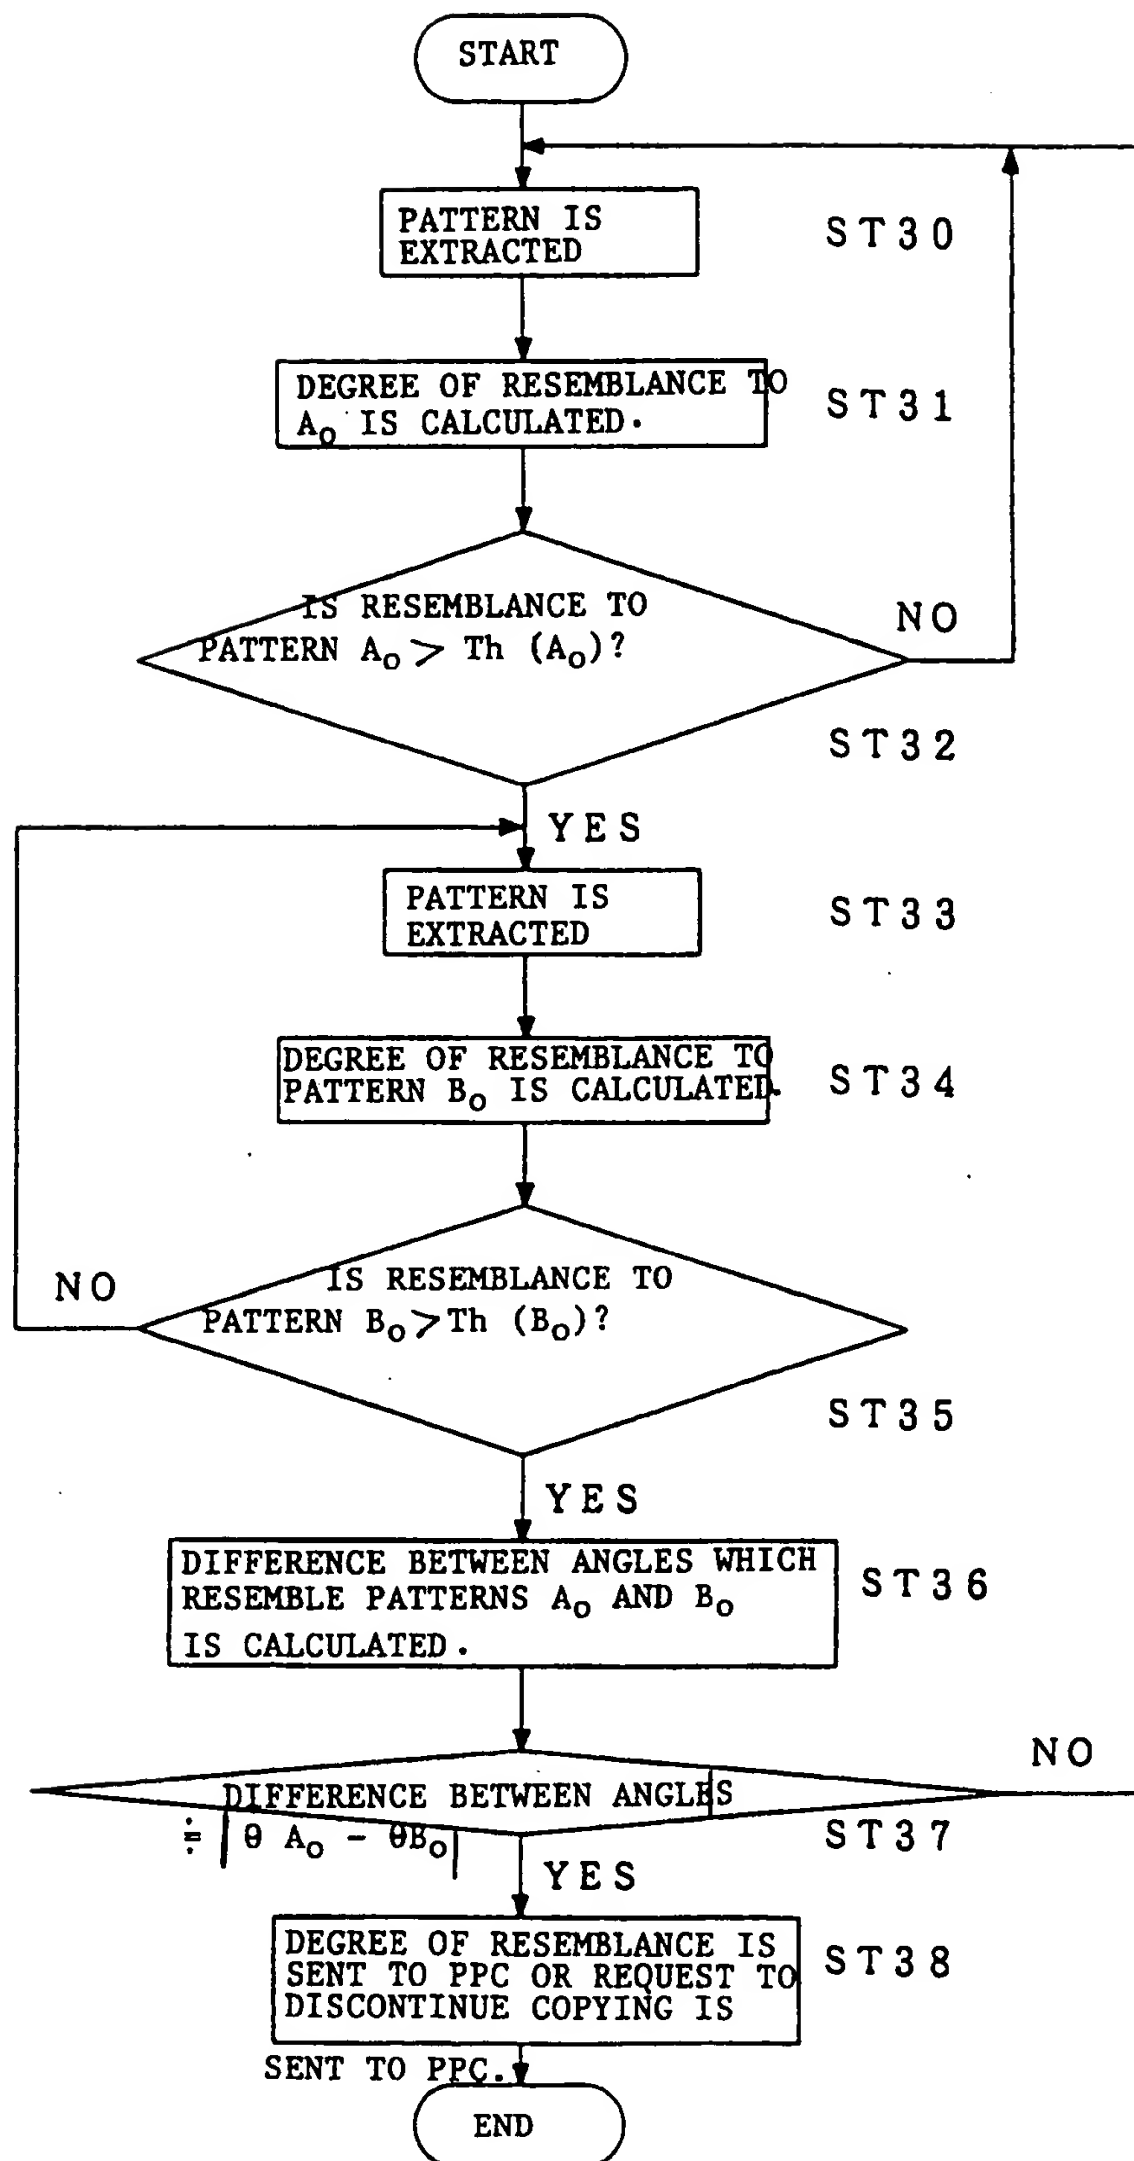 START
PATTERN IS
EXTRACTED
ST30
DEGREE OF RESEMBLANCE TO
A₀ IS CALCULATED.
ST31
IS RESEMBLANCE TO
PATTERN A₀ > Th (A₀)?
NO
ST32
YES
PATTERN IS
EXTRACTED
ST33
DEGREE OF RESEMBLANCE TO
PATTERN B₀ IS CALCULATED.
ST34
IS RESEMBLANCE TO
PATTERN B₀ > Th (B₀)?
NO
ST35
YES
DIFFERENCE BETWEEN ANGLES WHICH
RESEMBLE PATTERNS A₀ AND B₀
IS CALCULATED.
ST36
DIFFERENCE BETWEEN ANGLES
≑ | θ A₀ - θB₀ |
NO
ST37
YES
DEGREE OF RESEMBLANCE IS
SENT TO PPC OR REQUEST TO
DISCONTINUE COPYING IS
SENT TO PPC.
ST38
END